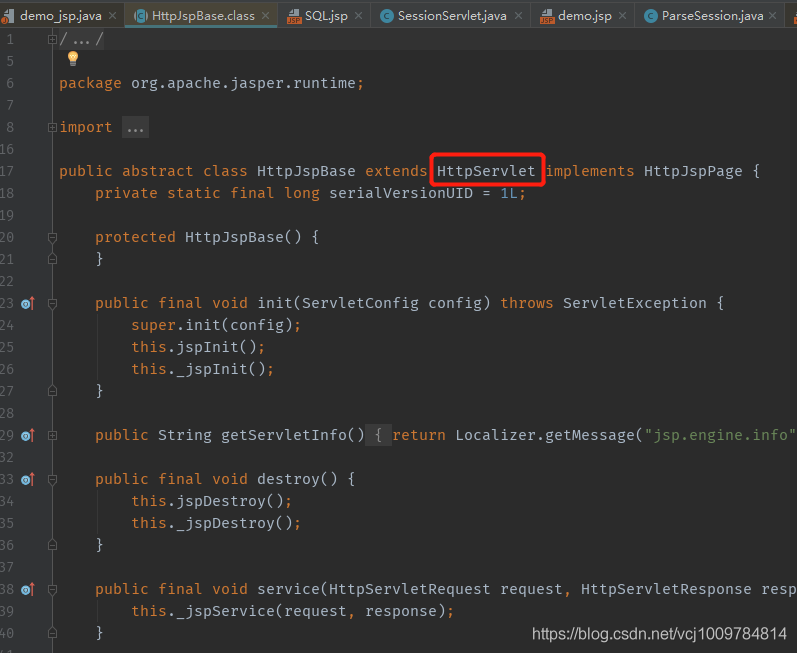 demo_jsp.java × HttpJspBase.class × SQL.jsp × SessionServlet.java × demo.jsp × ParseSession.java ×
1 /.../
5
6 package org.apache.jasper.runtime;
7
8 import ...
16
17 public abstract class HttpJspBase extends HttpServlet implements HttpJspPage {
18 private static final long serialVersionUID = 1L;
19
20 protected HttpJspBase() {
21 }
22
23 public final void init(ServletConfig config) throws ServletException {
24 super.init(config);
25 this.jspInit();
26 this._jspInit();
27 }
28
29 public String getServletInfo() { return Localizer.getMessage("jsp.engine.info"
32
33 public final void destroy() {
34 this.jspDestroy();
35 this._jspDestroy();
36 }
37
38 public final void service(HttpServletRequest request, HttpServletResponse resp
39 this._jspService(request, response);
40 }
https://blog.csdn.net/vcj1009784814